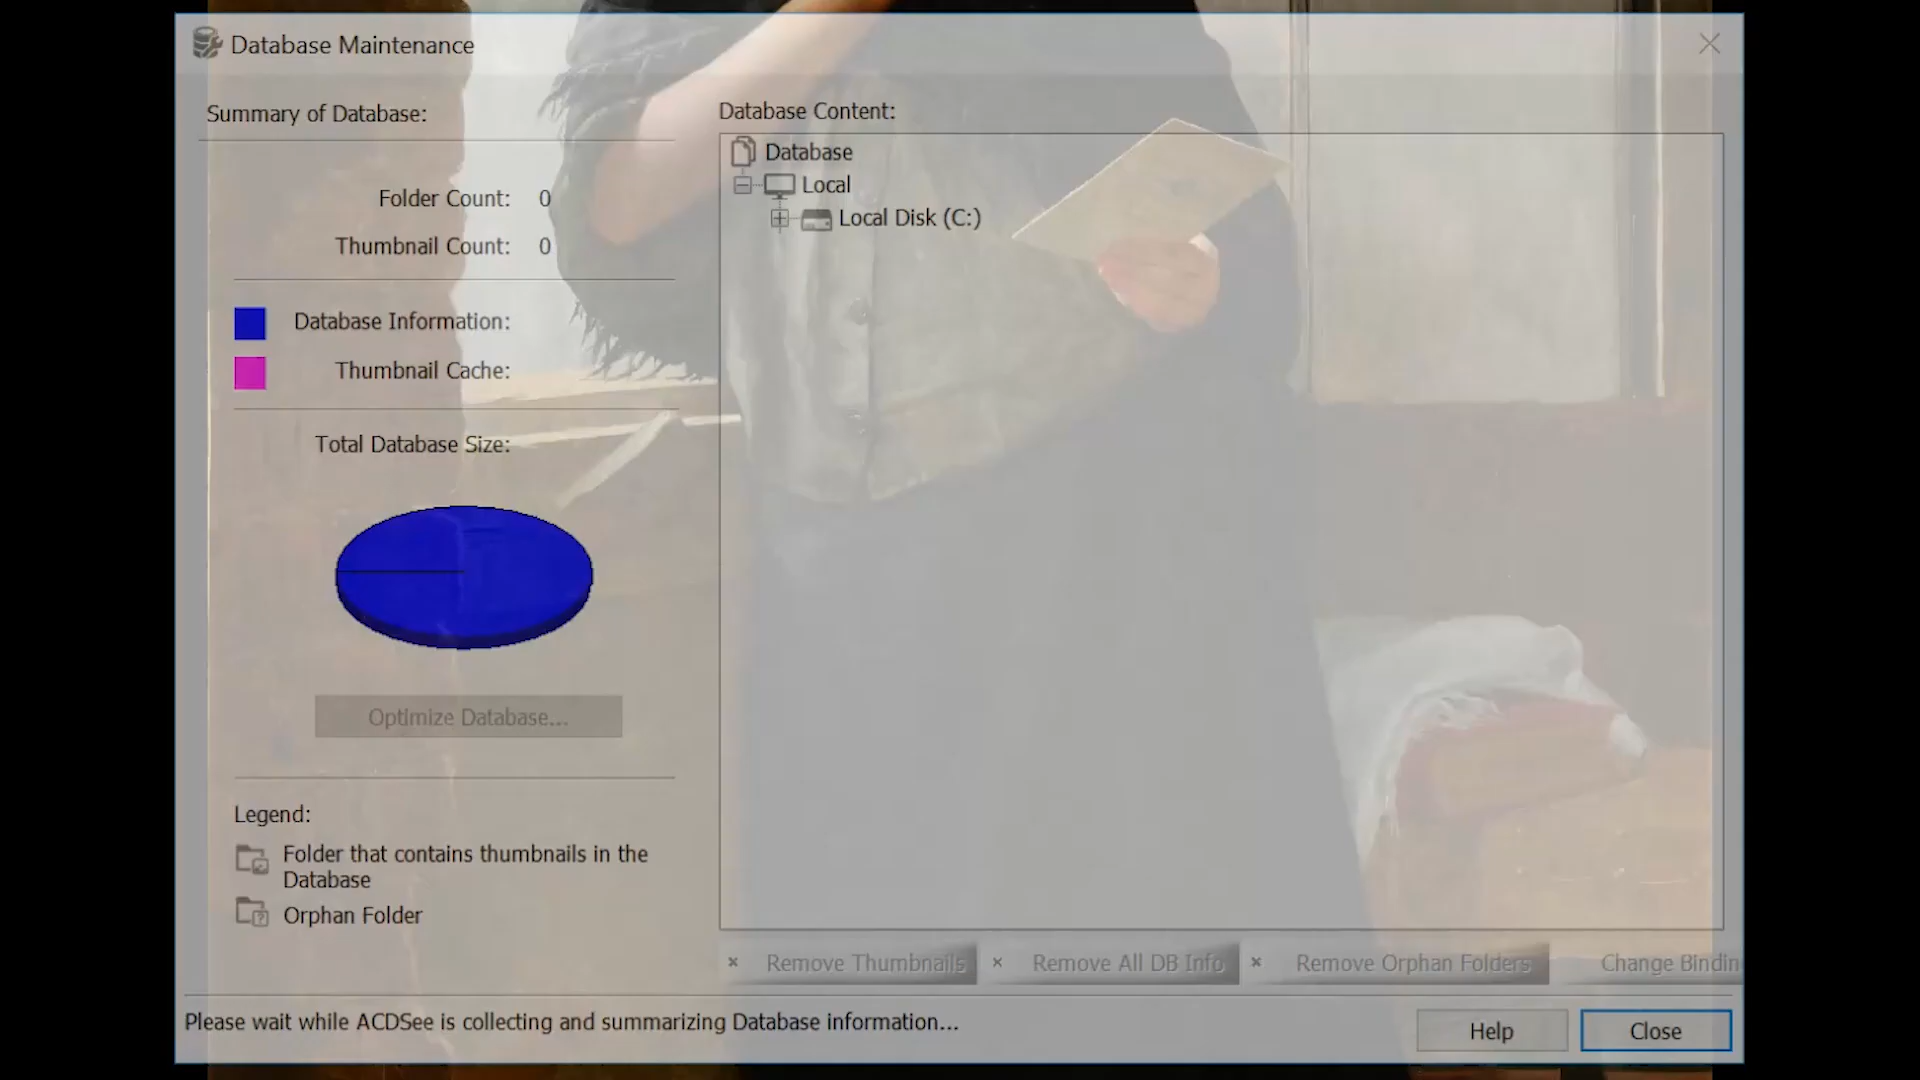 Database Maintenance
Summary of Database:
Folder Count: 0
Thumbnail Count: 0
Database Information:
Thumbnail Cache:
Total Database Size:
Optimize Database...
Legend:
Folder that contains thumbnails in the
Database
Orphan Folder
Database Content:
Database
Local
Local Disk (C:)
Remove Thumbnails
Remove All DB Info
Remove Orphan Folders
Change Bindin
Please wait while ACDSee is collecting and summarizing Database information...
Help
Close